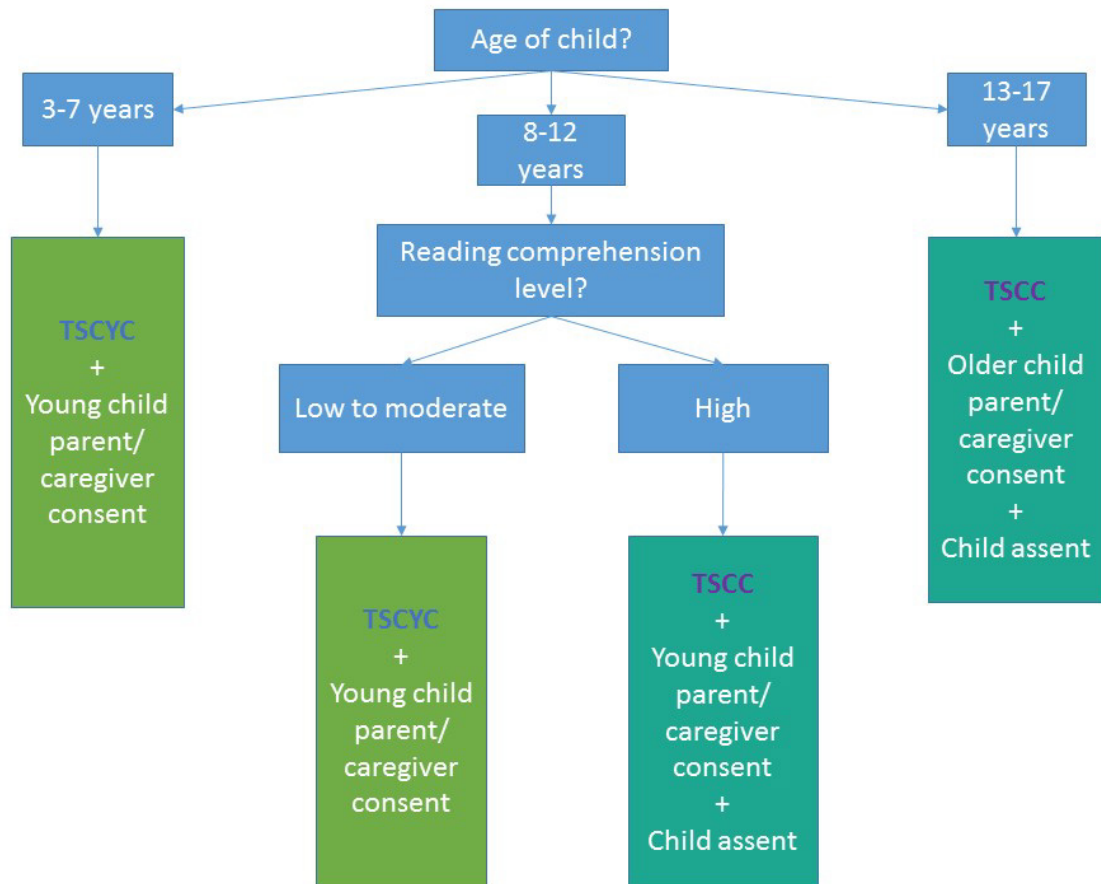 Age of child?
3-7 years
8-12
years
13-17
years
Reading comprehension
level?
Low to moderate
High
TSCYC
+
Young child
parent/
caregiver
consent
TSCYC
+
Young child
parent/
caregiver
consent
TSCC
+
Young child
parent/
caregiver
consent
+
Child assent
TSCC
+
Older child
parent/
caregiver
consent
+
Child assent